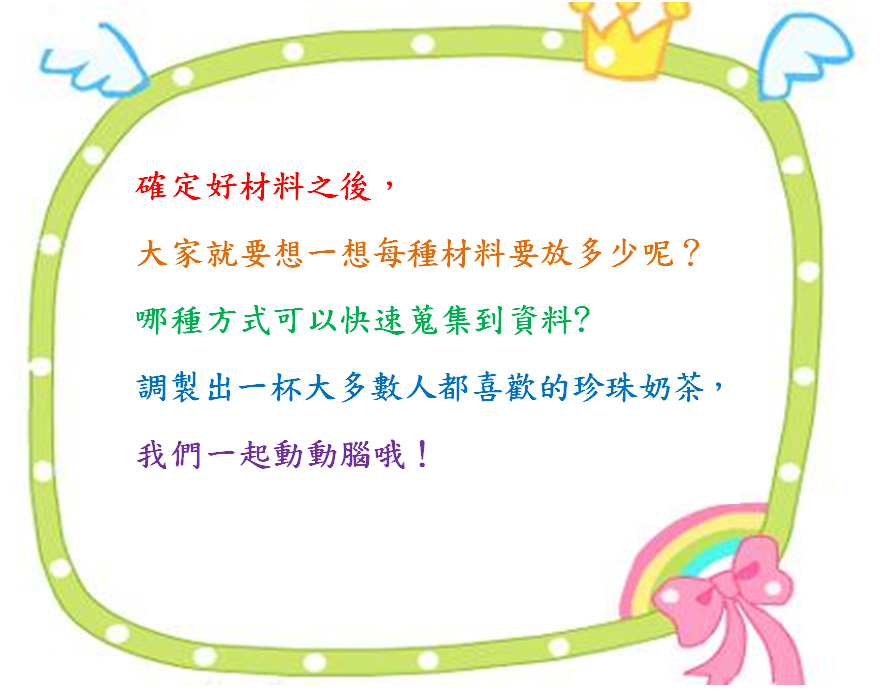 確定好材料之後，
大家就要想一想每種材料要放多少呢？
哪種方式可以快速蒐集到資料?
調製出一杯大多數人都喜歡的珍珠奶茶，
我們一起動動腦哦！